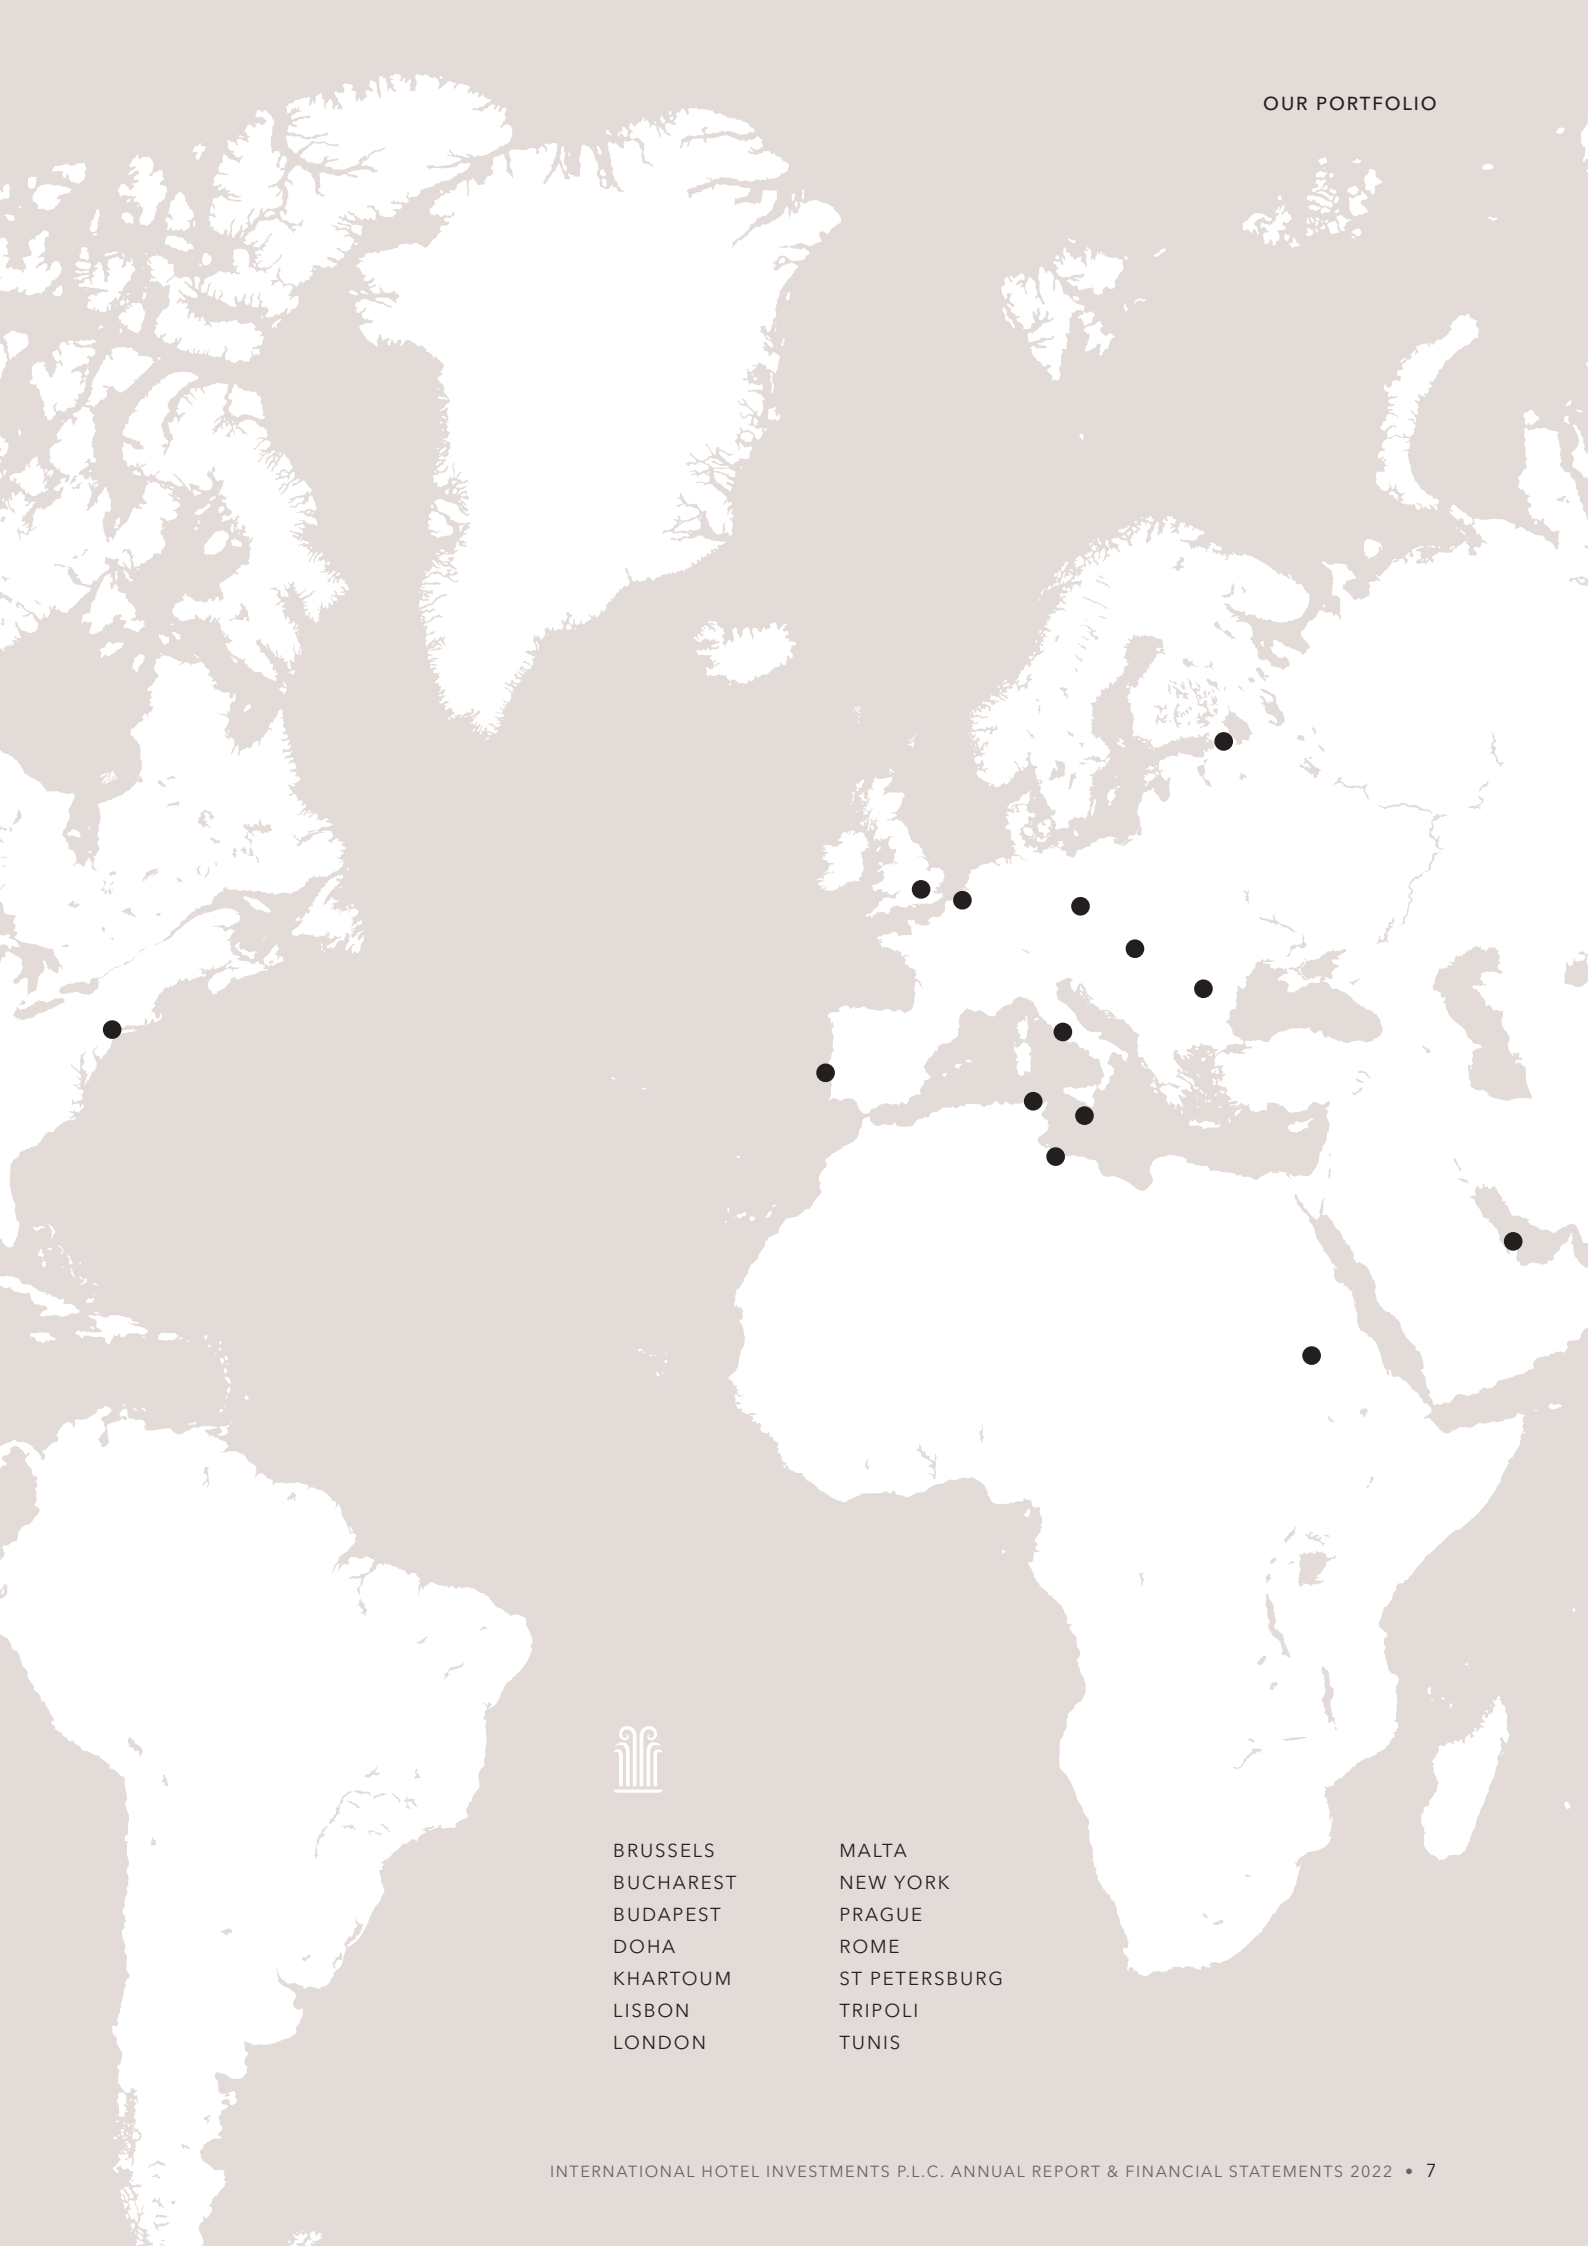 OUR PORTFOLIO
BRUSSELS
BUCHAREST
BUDAPEST
DOHA
KHARTOUM
LISBON
LONDON
MALTA
NEW YORK
PRAGUE
ROME
ST PETERSBURG
TRIPOLI
TUNIS
INTERNATIONAL HOTEL INVESTMENTS P.L.C. ANNUAL REPORT & FINANCIAL STATEMENTS 2022 • 7